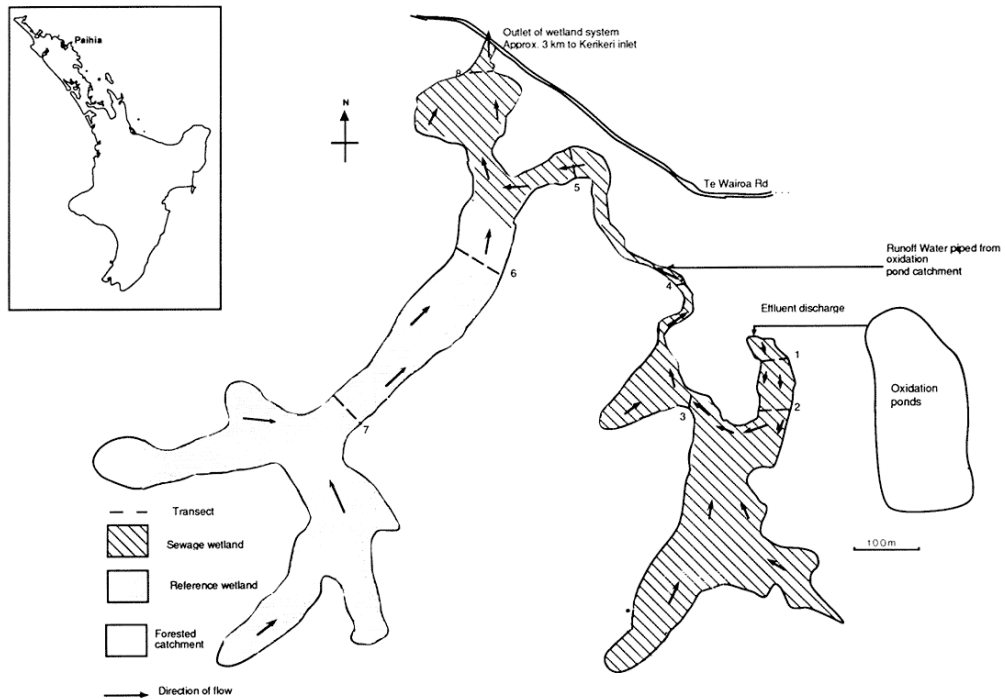 Paihia
Outlet of wetland system
Approx. 3 km to Kerikeri inlet
8
N
5
Te Wairoa Rd
Runoff Water piped from
oxidation
pond catchment
6
4
Effluent discharge
1
Oxidation
ponds
2
3
7
Transect
Sewage wetland
100m
Reference wetland
Forested
catchment
Direction of flow